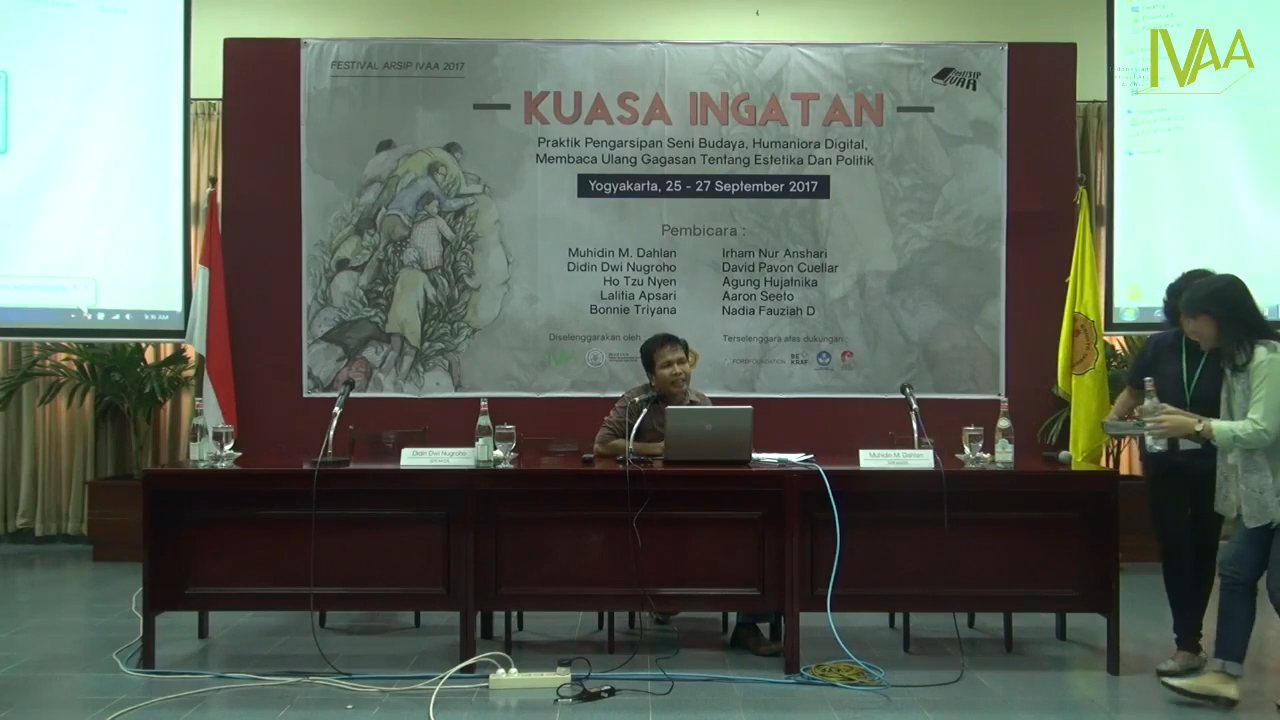 FESTIVAL ARSIP IVAA 2017
IVAA
KUASA INGATAN
Praktik Pengarsipan Seni Budaya, Humaniora Digital,
Membaca Ulang Gagasan Tentang Estetika Dan Politik
Yogyakarta, 25 - 27 September 2017
Pembicara :
Muhidin M. Dahlan
Didin Dwi Nugroho
Ho Tzu Nyen
Lalitia Apsari
Bonnie Triyana
Irham Nur Anshari
David Pavon Cuellar
Agung Hujatnika
Aaron Seeto
Nadia Fauziah D
Diselenggarakan oleh
Terselenggara atas dukungan :
FORDFOUNDATION
Didin Dwi Nugroho
Muhidin M. Dahlan